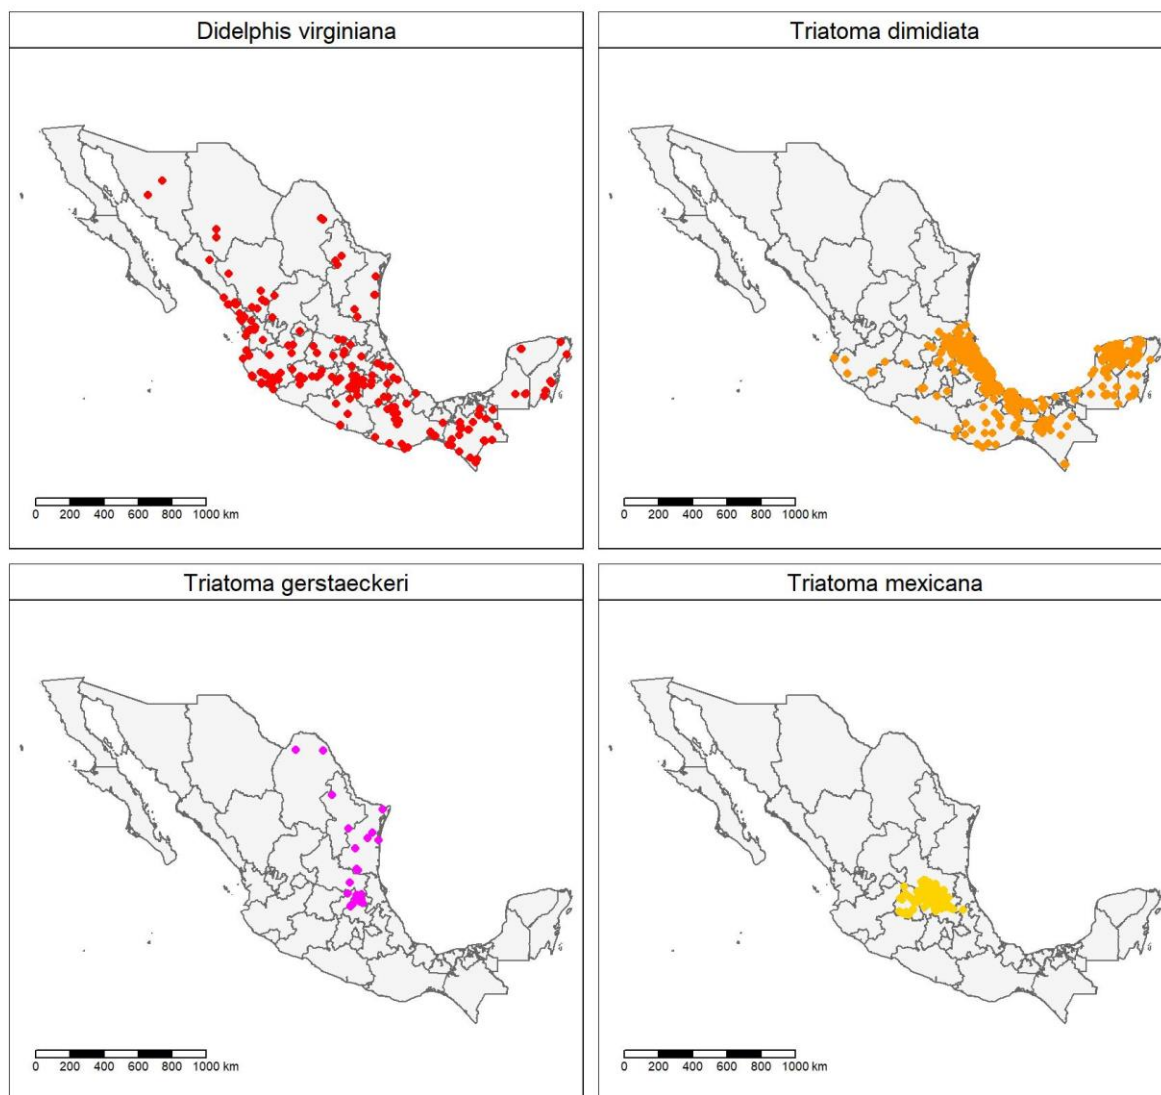 Didelphis virginiana
Triatoma dimidiata
0 200 400 600 800 1000 km
0 200 400 600 800 1000 km
Triatoma gerstaeckeri
Triatoma mexicana
0 200 400 600 800 1000 km
0 200 400 600 800 1000 km